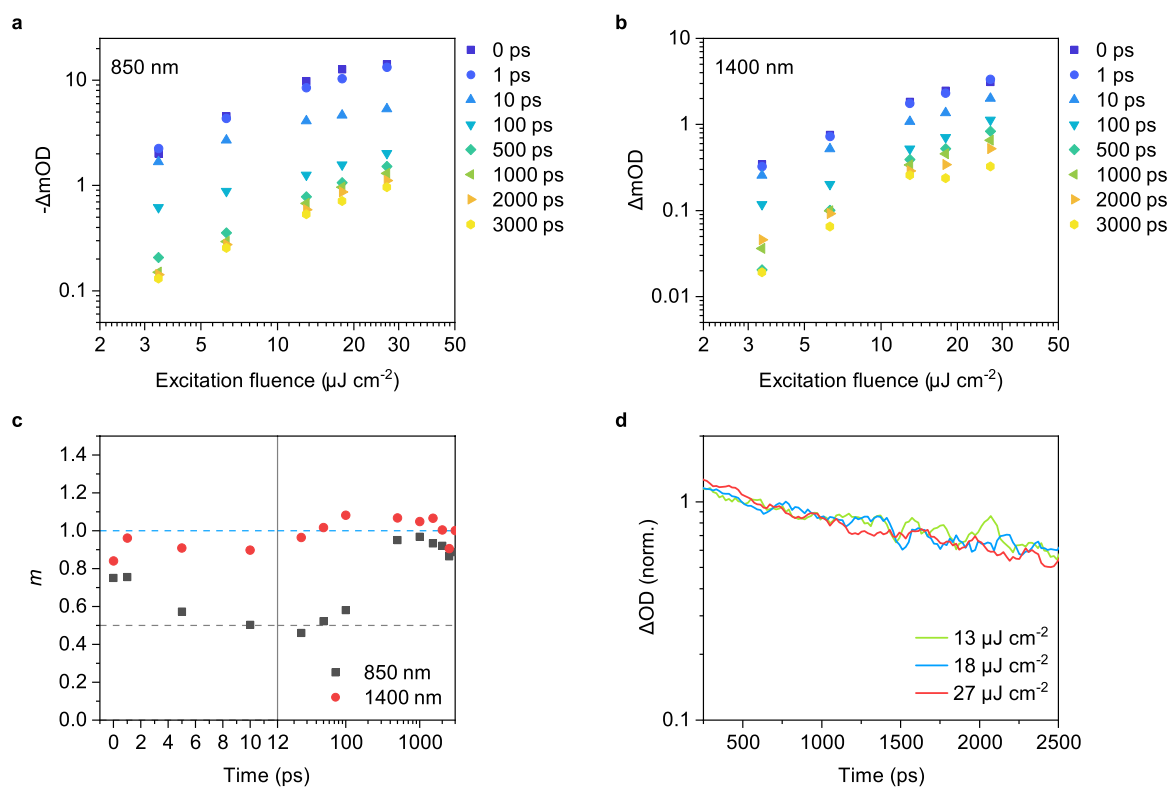 a
850 nm
10
1
0.1
-ΔmOD
2 3 5 10 20 30 50
Excitation fluence (µJ cm-2)
0 ps
1 ps
10 ps
100 ps
500 ps
1000 ps
2000 ps
3000 ps
b
1400 nm
10
1
0.1
0.01
ΔmOD
2 3 5 10 20 30 50
Excitation fluence (µJ cm-2)
0 ps
1 ps
10 ps
100 ps
500 ps
1000 ps
2000 ps
3000 ps
c
1.4
1.2
1.0
0.8
0.6
0.4
0.2
0.0
m
850 nm
1400 nm
0 2 4 6 8 10 12 100 1000
Time (ps)
d
1
0.1
ΔOD (norm.)
13 µJ cm-2
18 µJ cm-2
27 µJ cm-2
500 1000 1500 2000 2500
Time (ps)